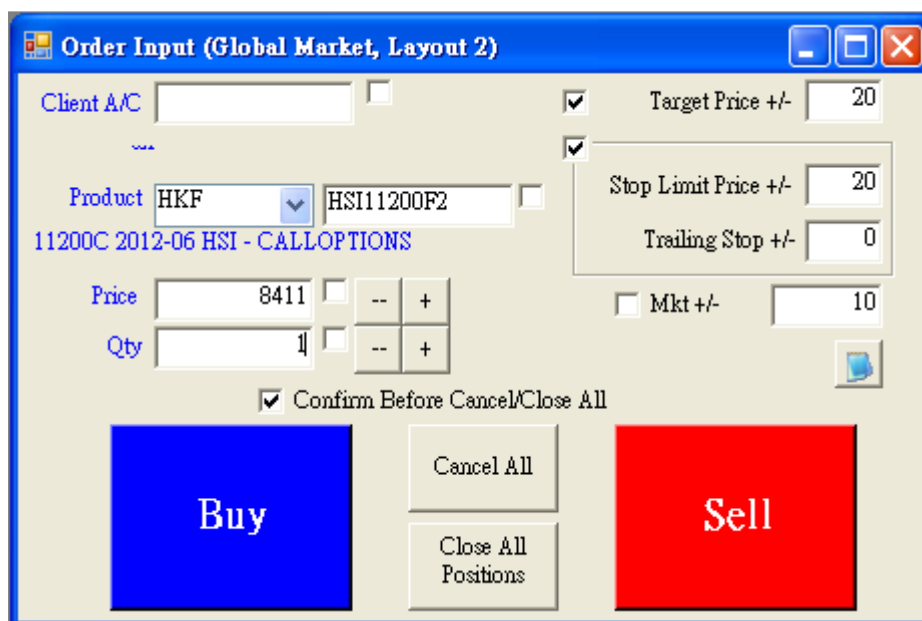 Order Input (Global Market, Layout 2)
Client A/C
Target Price +/- 20
Product HKF HSI11200F2
Stop Limit Price +/- 20
11200C 2012-06 HSI - CALLOPTIONS
Trailing Stop +/- 0
Price 8411 -- +
Mkt +/- 10
Qty 1 -- +
Confirm Before Cancel/Close All
Buy
Cancel All
Sell
Close All
Positions